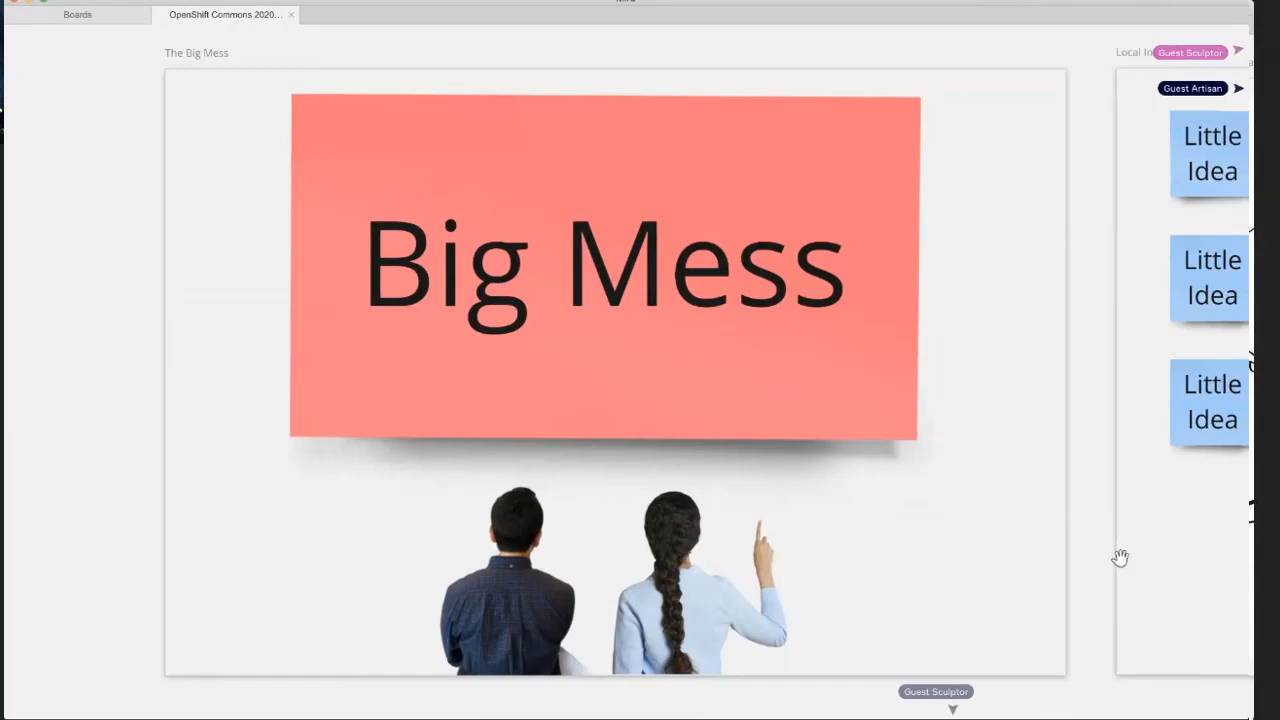 Boards
OpenShift Commons 2020...
The Big Mess
Local In
Guest Sculptor
Guest Artisan
Big Mess
Little
Idea
Little
Idea
Little
Idea
Guest Sculptor